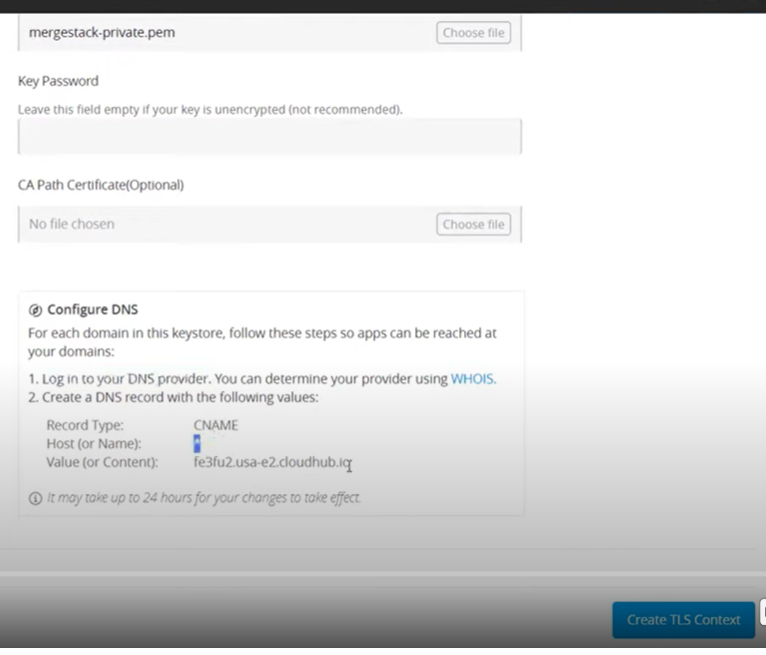 mergestack-private.pem
Choose file
Key Password
Leave this field empty if your key is unencrypted (not recommended).
CA Path Certificate(Optional)
No file chosen
Choose file
Configure DNS
For each domain in this keystore, follow these steps so apps can be reached at
your domains:
1. Log in to your DNS provider. You can determine your provider using WHOIS.
2. Create a DNS record with the following values:
Record Type: CNAME
Host (or Name): *
Value (or Content): fe3fu2.usa-e2.cloudhub.io
It may take up to 24 hours for your changes to take effect.
Create TLS Context